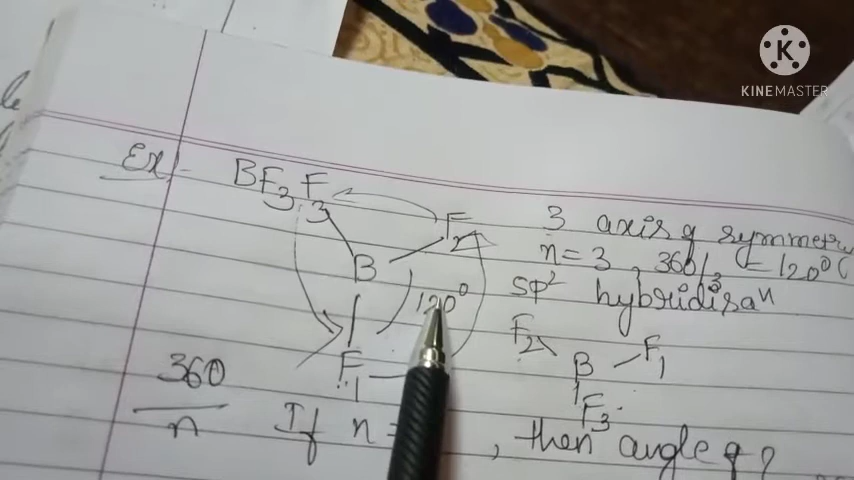 KINEMASTER
Ex:- BF3
F3
F2
B
120°
F1
3 axis of symmetry
n=3, 360/3 = 120°C
sp2 hybridisan
F2
B
F1
F3
360
n
If n=
, then angle of ?